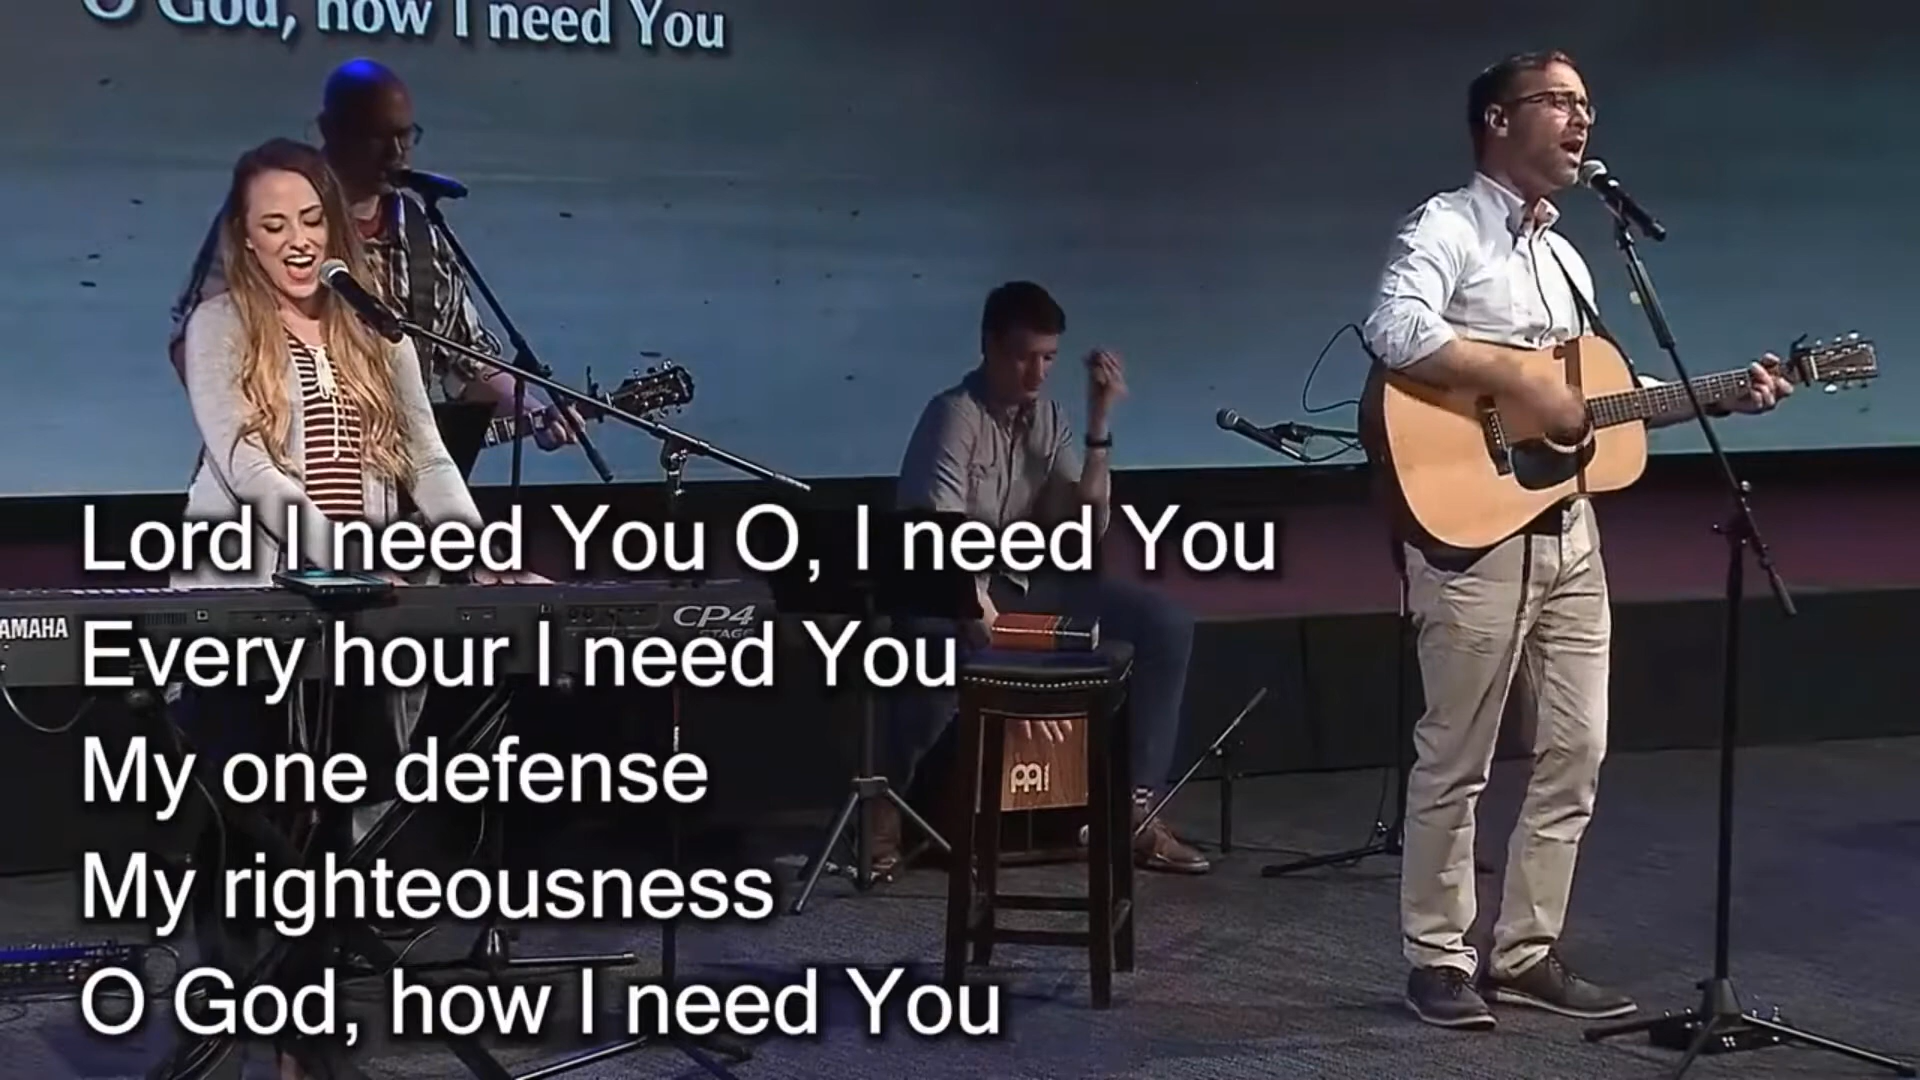 O God, how I need You
Lord I need You O, I need You
AMAHA
CP4
STAGE
Every hour I need You
My one defense
My righteousness
O God, how I need You